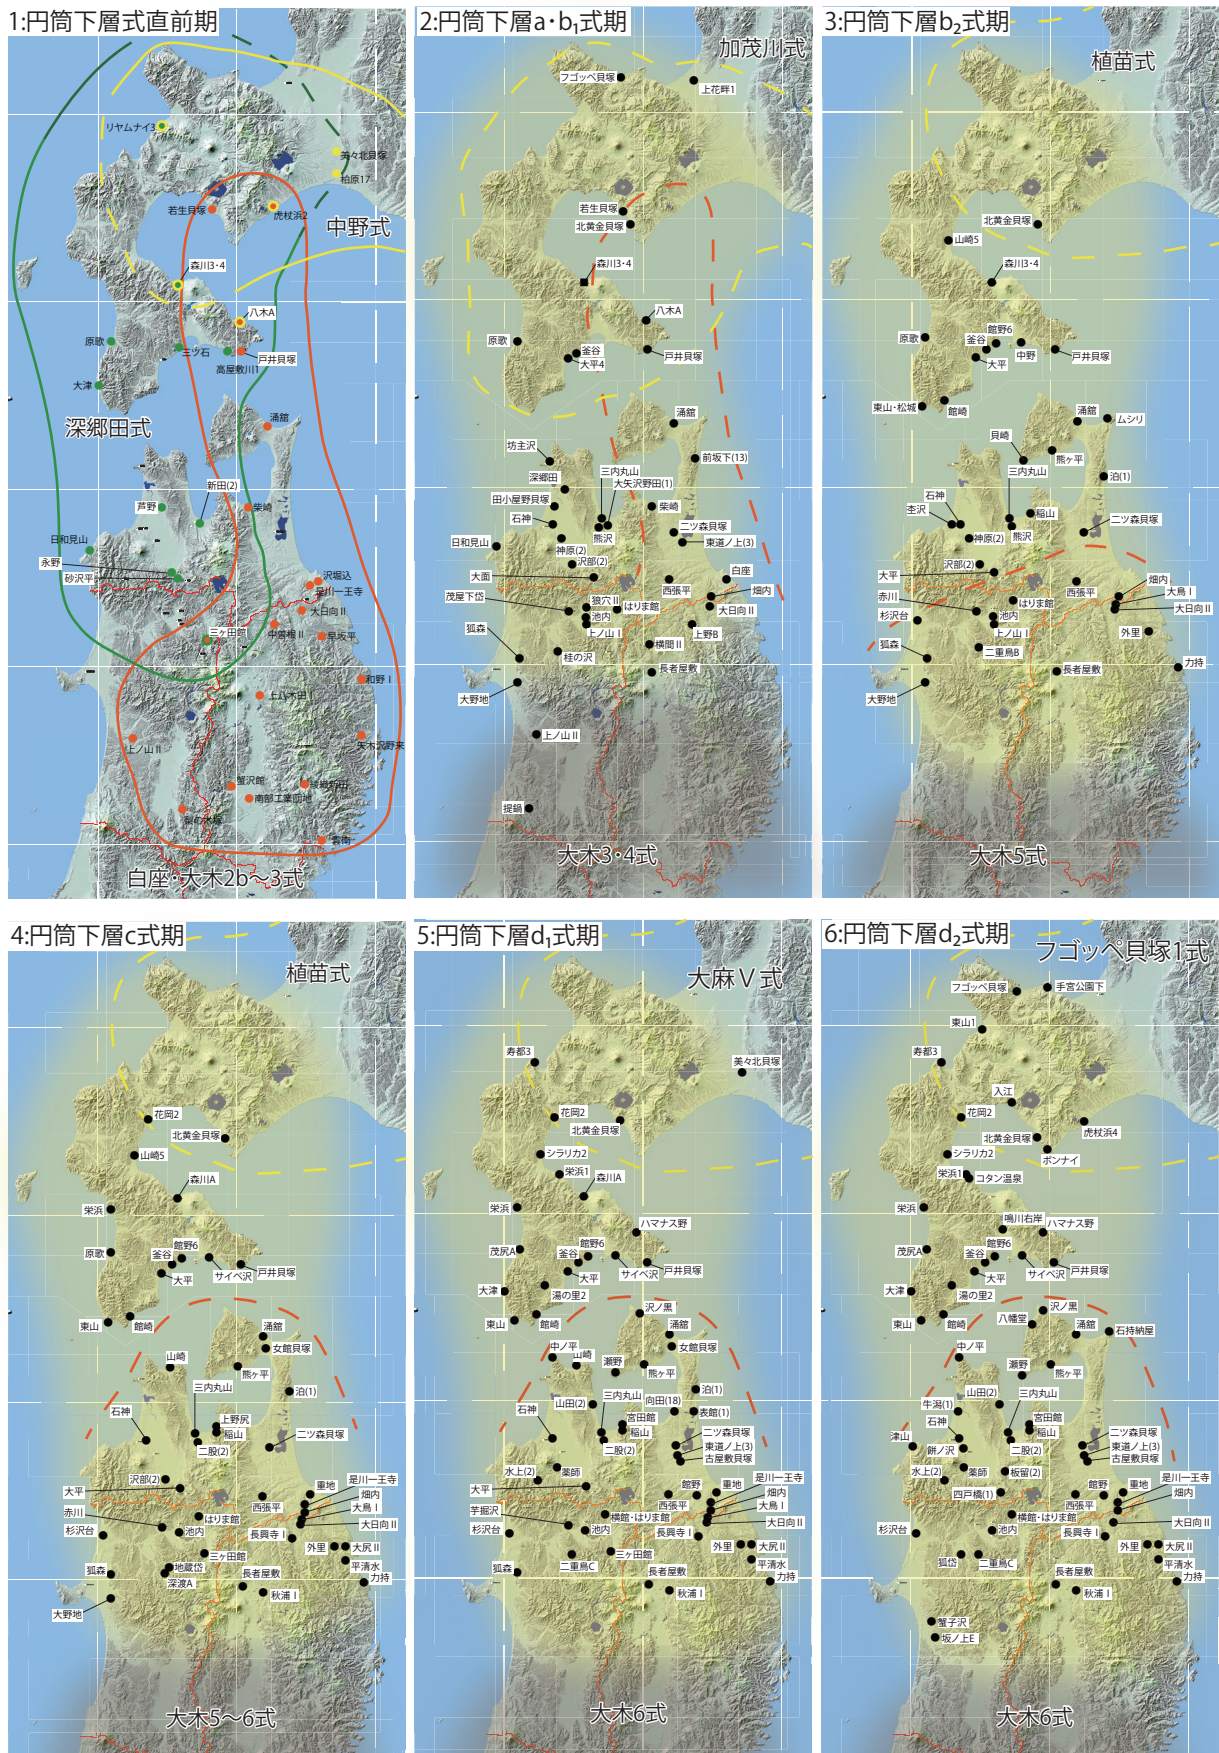 1:円筒下層式直前期
リヤムナイ3
美々北貝塚
柏原17
若生貝塚
虎杖浜2
中野式
森川3・4
八木A
原歌
三ツ石
戸井貝塚
高屋敷川1
大津
深郷田式
涌舘
新田(2)
芦野
柴崎
日和見山
永野
砂沢平
沢堀込
是川一王寺
大日向Ⅱ
中曽根Ⅱ
三ヶ田館
早坂平
和野Ⅰ
上八木田Ⅰ
上ノ山Ⅱ
矢木沢野来
蟹沢館
綾織新田
南部工業団地
雲南
白座・大木2b～3式
2:円筒下層a・b₁式期
加茂川式
フゴッペ貝塚
上花畔1
若生貝塚
北黄金貝塚
森川3・4
八木A
原歌
釜谷
戸井貝塚
大平4
涌舘
坊主沢
三内丸山
前坂下(13)
深郷田
大矢沢野田(1)
田小屋野貝塚
柴崎
石神
二ツ森貝塚
熊沢
日和見山
神原(2)
東道ノ上(3)
沢部(2)
大面
白座
西張平
狼穴Ⅱ
畑内
茂屋下岱
はりま館
池内
大日向Ⅱ
狐森
上ノ山Ⅰ
上野B
横間Ⅱ
桂の沢
長者屋敷
大野地
上ノ山Ⅱ
提鍋
大木3・4式
3:円筒下層b₂式期
植苗式
北黄金貝塚
山崎5
森川3・4
原歌
館野6
釜谷
中野
戸井貝塚
大平
東山・松城
館崎
涌舘
ムシリ
貝崎
熊ヶ平
三内丸山
泊(1)
石神
稲山
杢沢
二ツ森貝塚
神原(2)
熊沢
沢部(2)
大平
西張平
畑内
赤川
はりま館
大鳥Ⅰ
杉沢台
池内
大日向Ⅱ
上ノ山Ⅰ
外里
狐森
二重鳥B
長者屋敷
力持
大野地
大木5式
4:円筒下層c式期
植苗式
花岡2
北黄金貝塚
山崎5
森川A
栄浜
原歌
館野6
釜谷
サイベ沢
戸井貝塚
大平
東山
館崎
涌舘
女館貝塚
山崎
熊ヶ平
三内丸山
泊(1)
石神
上野尻
稲山
二ツ森貝塚
二股(2)
沢部(2)
大平
重地
是川一王寺
西張平
畑内
赤川
はりま館
大鳥Ⅰ
杉沢台
池内
大日向Ⅱ
長興寺Ⅰ
三ヶ田館
外里
大尻Ⅱ
狐森
地蔵岱
平清水
深渡A
長者屋敷
力持
大野地
秋浦Ⅰ
大木5～6式
5:円筒下層d₁式期
大麻Ⅴ式
寿都3
美々北貝塚
花岡2
北黄金貝塚
シラリカ2
栄浜1
森川A
栄浜
ハマナス野
茂尻A
館野6
釜谷
サイベ沢
戸井貝塚
大平
大津
湯の里2
東山
館崎
沢ノ黒
涌舘
中ノ平
山崎
瀬野
女館貝塚
熊ヶ平
泊(1)
山田(2)
三内丸山
向田(18)
表館(1)
石神
宮田館
稲山
二ツ森貝塚
二股(2)
東道ノ上(3)
古屋敷貝塚
水上(2)
薬師
大平
館野
重地
是川一王寺
西張平
畑内
芋掘沢
横館・はりま館
大鳥Ⅰ
杉沢台
池内
大日向Ⅱ
長興寺Ⅰ
二重鳥C
三ヶ田館
外里
大尻Ⅱ
狐森
平清水
長者屋敷
力持
秋浦Ⅰ
大木6式
6:円筒下層d₂式期
フゴッペ貝塚1式
フゴッペ貝塚
手宮公園下
東山1
寿都3
入江
花岡2
虎杖浜4
北黄金貝塚
シラリカ2
ポンナイ
栄浜1
コタン温泉
栄浜
鳴川右岸
ハマナス野
茂尻A
館野6
釜谷
サイベ沢
戸井貝塚
大平
大津
湯の里2
東山
館崎
沢ノ黒
八幡堂
涌舘
石持納屋
中ノ平
瀬野
熊ヶ平
山田(2)
三内丸山
牛潟(1)
石神
宮田館
稲山
津山
二ツ森貝塚
餅ノ沢
二股(2)
東道ノ上(3)
古屋敷貝塚
水上(2)
薬師
板留(2)
四戸橋(1)
館野
重地
是川一王寺
西張平
畑内
横館・はりま館
杉沢台
池内
大日向Ⅱ
長興寺Ⅰ
狐岱
二重鳥C
外里
大尻Ⅱ
平清水
長者屋敷
力持
秋浦Ⅰ
蟹子沢
坂ノ上E
大木6式